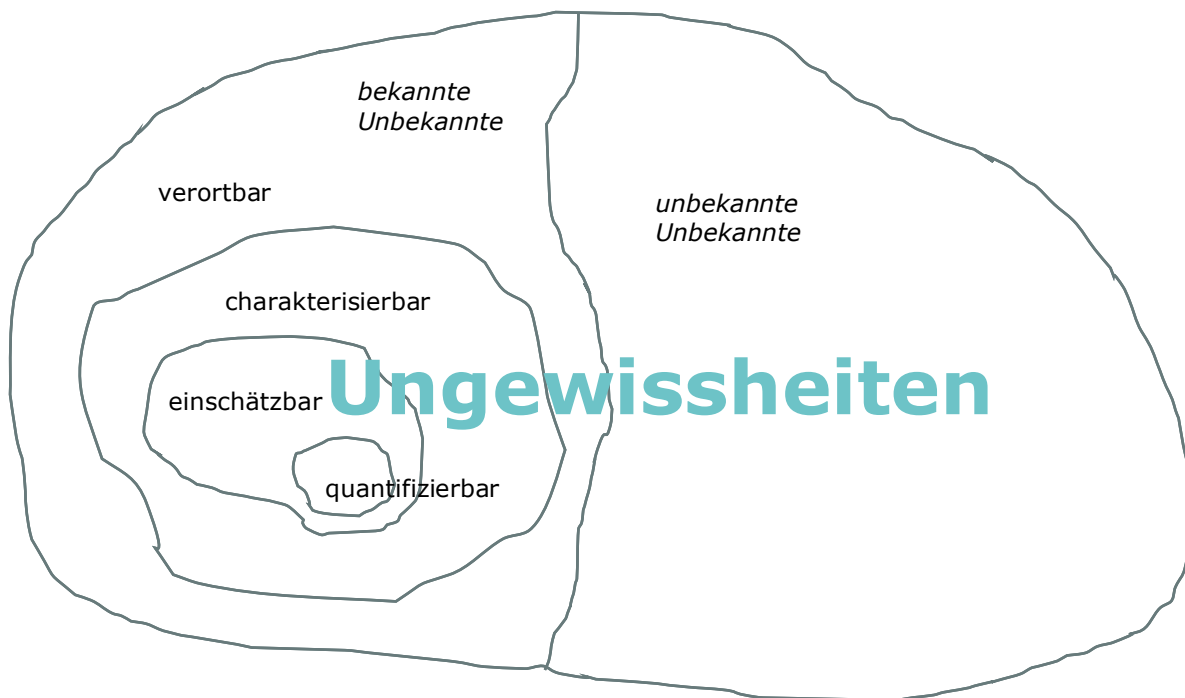 bekannte
Unbekannte
verortbar
unbekannte
Unbekannte
charakterisierbar
Ungewissheiten
einschätzbar
quantifizierbar